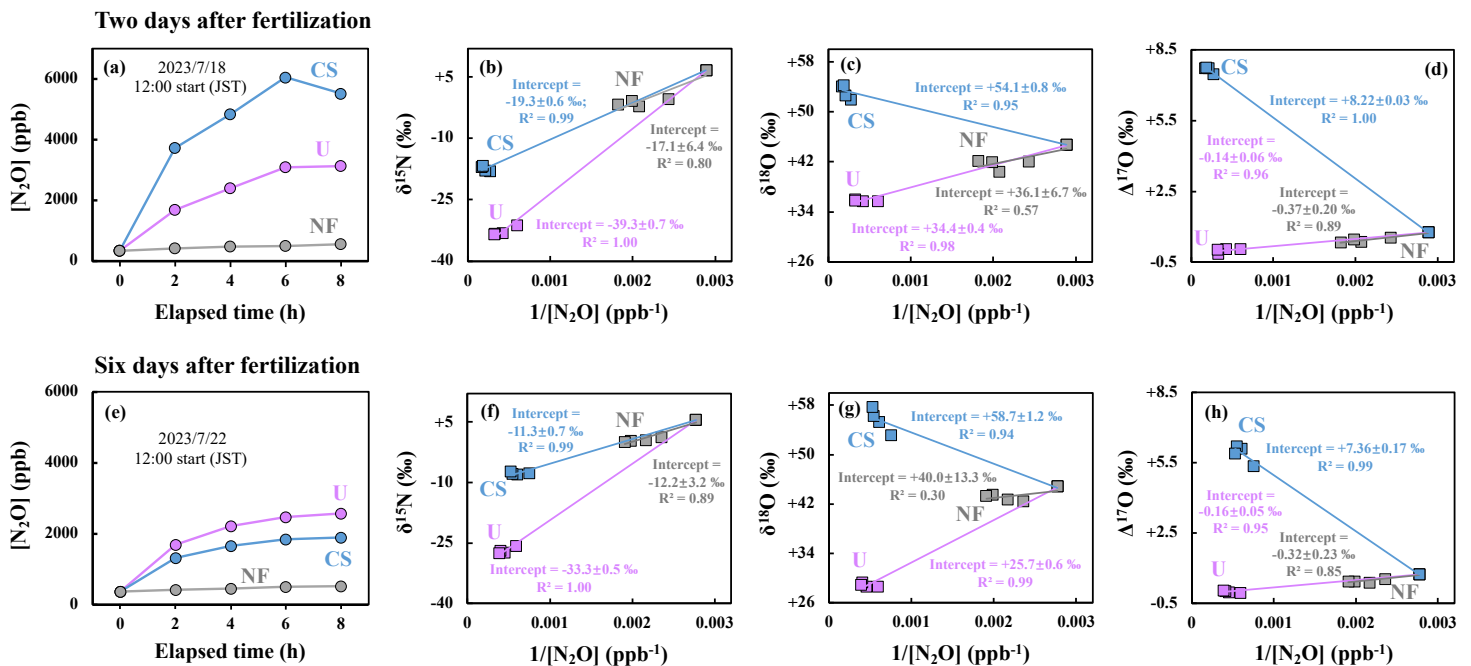 Two days after fertilization
(a)
2023/7/18
12:00 start (JST)
CS
U
NF
[N₂O] (ppb)
6000
4000
2000
0
0 2 4 6 8
Elapsed time (h)
(b)
Intercept =
-19.3±0.6 ‰;
R² = 0.99
NF
Intercept =
-17.1±6.4 ‰
R² = 0.80
CS
U
Intercept = -39.3±0.7 ‰
R² = 1.00
δ¹⁵N (‰)
+5
-10
-25
-40
0 0.001 0.002 0.003
1/[N₂O] (ppb⁻¹)
(c)
Intercept = +54.1±0.8 ‰
R² = 0.95
CS
NF
U
Intercept = +36.1±6.7 ‰
R² = 0.57
Intercept =
+34.4±0.4 ‰
R² = 0.98
δ¹⁸O (‰)
+58
+50
+42
+34
+26
0 0.001 0.002 0.003
1/[N₂O] (ppb⁻¹)
(d)
CS
Intercept = +8.22±0.03 ‰
R² = 1.00
Intercept =
-0.14±0.06 ‰
R² = 0.96
Intercept =
-0.37±0.20 ‰
R² = 0.89
U
NF
Δ¹⁷O (‰)
+8.5
+5.5
+2.5
-0.5
0 0.001 0.002 0.003
1/[N₂O] (ppb⁻¹)
Six days after fertilization
(e)
2023/7/22
12:00 start (JST)
U
CS
NF
[N₂O] (ppb)
6000
4000
2000
0
0 2 4 6 8
Elapsed time (h)
(f)
Intercept =
-11.3±0.7 ‰
R² = 0.99
NF
Intercept =
-12.2±3.2 ‰
R² = 0.89
CS
U
Intercept = -33.3±0.5 ‰
R² = 1.00
δ¹⁵N (‰)
+5
-10
-25
-40
0 0.001 0.002 0.003
1/[N₂O] (ppb⁻¹)
(g)
Intercept = +58.7±1.2 ‰
R² = 0.94
CS
Intercept = +40.0±13.3 ‰
R² = 0.30
NF
U
Intercept = +25.7±0.6 ‰
R² = 0.99
δ¹⁸O (‰)
+58
+50
+42
+34
+26
0 0.001 0.002 0.003
1/[N₂O] (ppb⁻¹)
(h)
CS
Intercept = +7.36±0.17 ‰
R² = 0.99
Intercept =
-0.16±0.05 ‰
R² = 0.95
Intercept =
-0.32±0.23 ‰
R² = 0.85
U
NF
Δ¹⁷O (‰)
+8.5
+5.5
+2.5
-0.5
0 0.001 0.002 0.003
1/[N₂O] (ppb⁻¹)